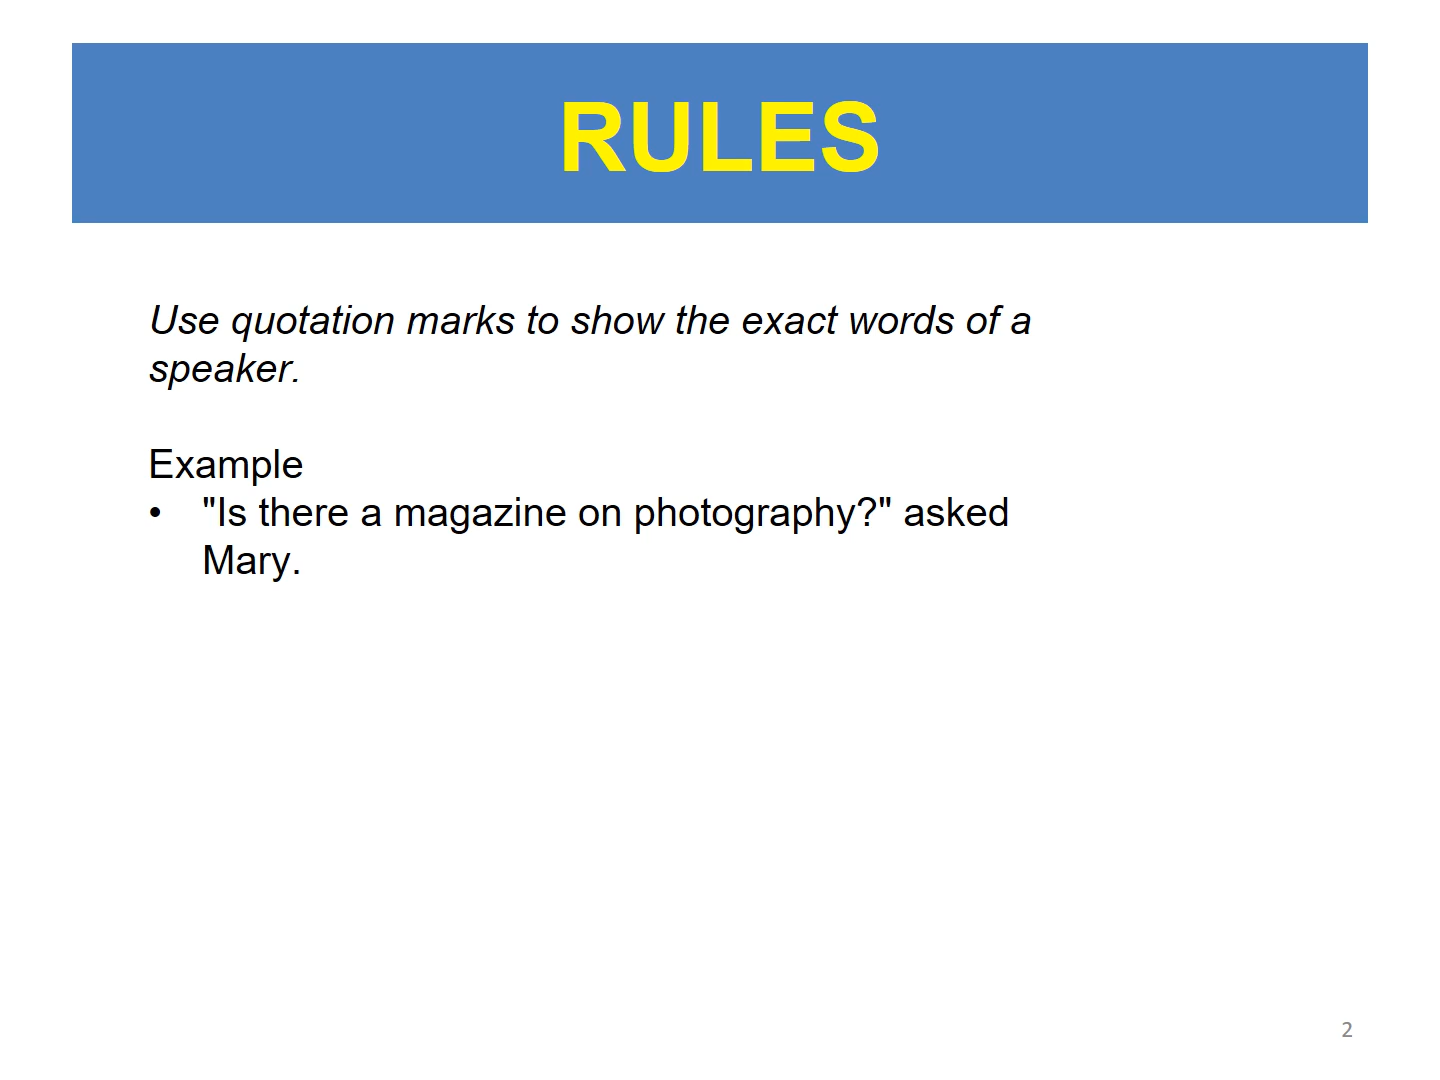 RULES
Use quotation marks to show the exact words of a
speaker.
Example
• "Is there a magazine on photography?" asked
Mary.
2